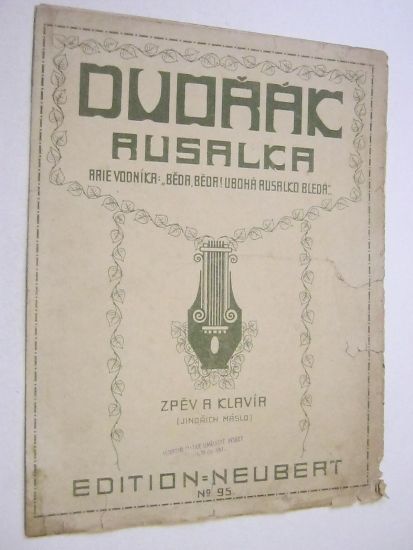 DVOŘÁK
RUSALKA
ARIE VODNÍKA: „BĚDA, BĚDA! UBOHÁ RUSALKO BLEDÁ"
ZPĚV A KLAVÍR
(JINDŘICH MÁSLO)
EDITION=NEUBERT
No 95.